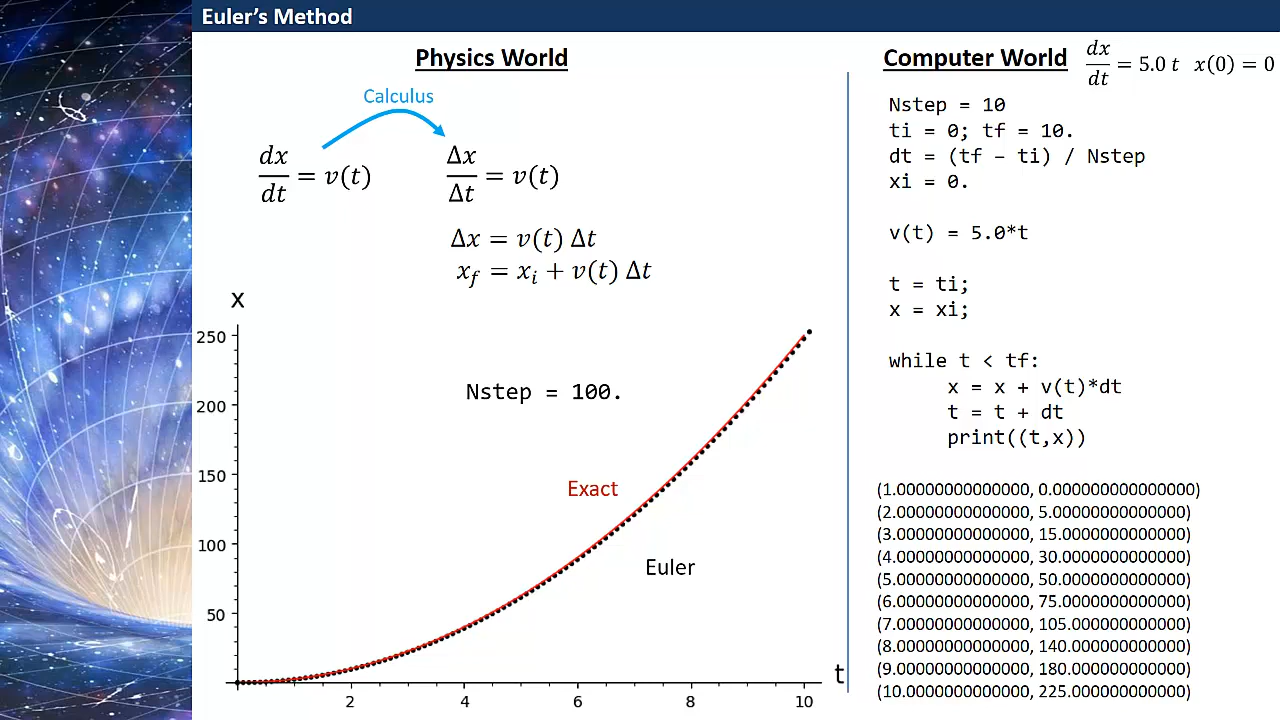 Euler's Method
Physics World
Calculus
dx/dt = v(t)
Δx/Δt = v(t)
Δx = v(t) Δt
x_f = x_i + v(t) Δt
x
250
200
150
100
50
Nstep = 100.
Exact
Euler
t
2 4 6 8 10
Computer World dx/dt = 5.0 t x(0) = 0
Nstep = 10
ti = 0; tf = 10.
dt = (tf – ti) / Nstep
xi = 0.
v(t) = 5.0*t
t = ti;
x = xi;
while t < tf:
x = x + v(t)*dt
t = t + dt
print((t,x))
(1.00000000000000, 0.000000000000000)
(2.00000000000000, 5.00000000000000)
(3.00000000000000, 15.0000000000000)
(4.00000000000000, 30.0000000000000)
(5.00000000000000, 50.0000000000000)
(6.00000000000000, 75.0000000000000)
(7.00000000000000, 105.000000000000)
(8.00000000000000, 140.000000000000)
(9.00000000000000, 180.000000000000)
(10.0000000000000, 225.000000000000)